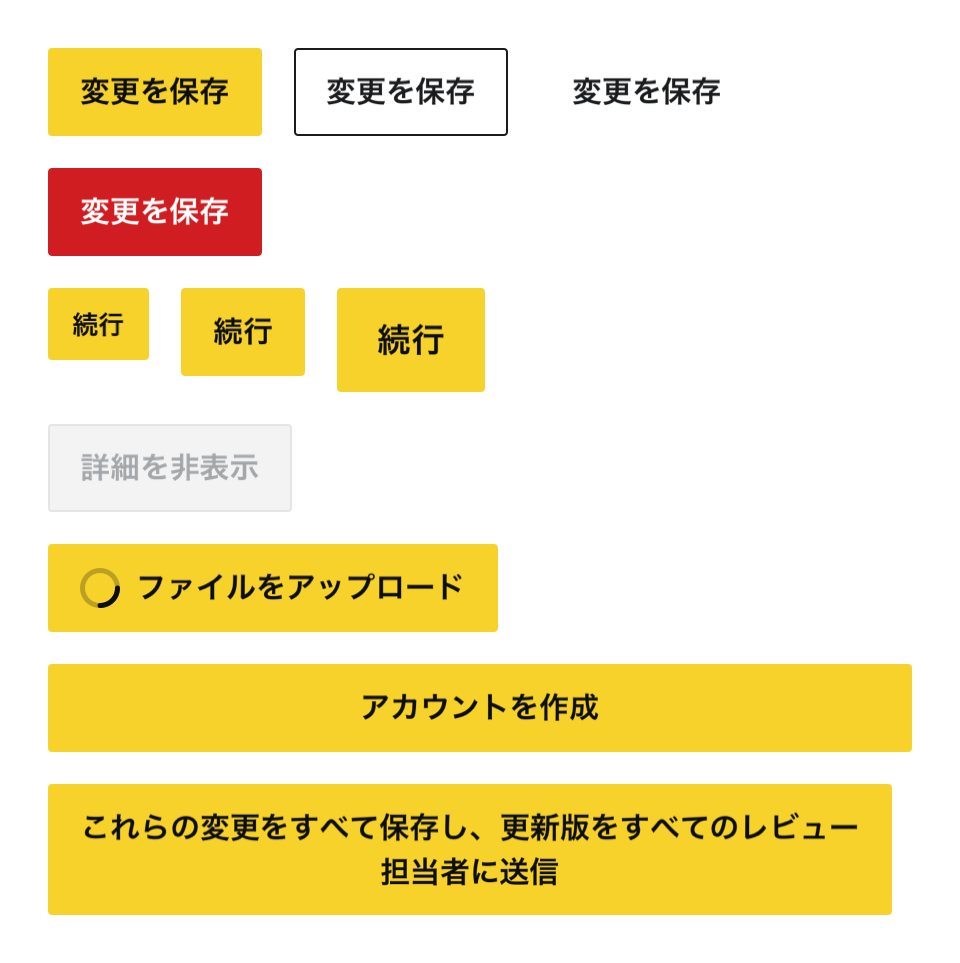 変更を保存
変更を保存
変更を保存
変更を保存
続行
続行
続行
詳細を非表示
ファイルをアップロード
アカウントを作成
これらの変更をすべて保存し、更新版をすべてのレビュー
担当者に送信